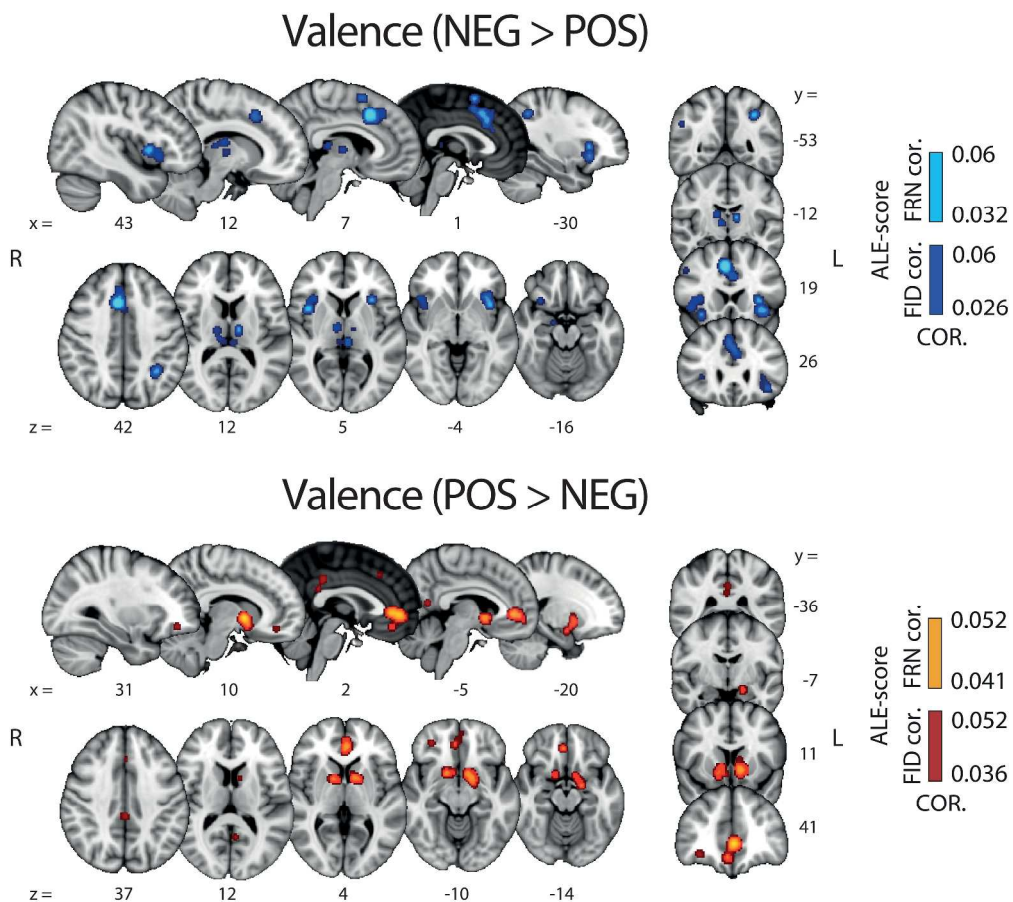 Valence (NEG > POS)
x = 43 12 7 1 -30
R
z = 42 12 5 -4 -16
y =
-53
-12
L
19
26
ALE-score
FRN cor.
0.06
0.032
FID cor.
0.06
0.026
COR.
Valence (POS > NEG)
x = 31 10 2 -5 -20
R
z = 37 12 4 -10 -14
y =
-36
-7
L
11
41
ALE-score
FRN cor.
0.052
0.041
FID cor.
0.052
0.036
COR.